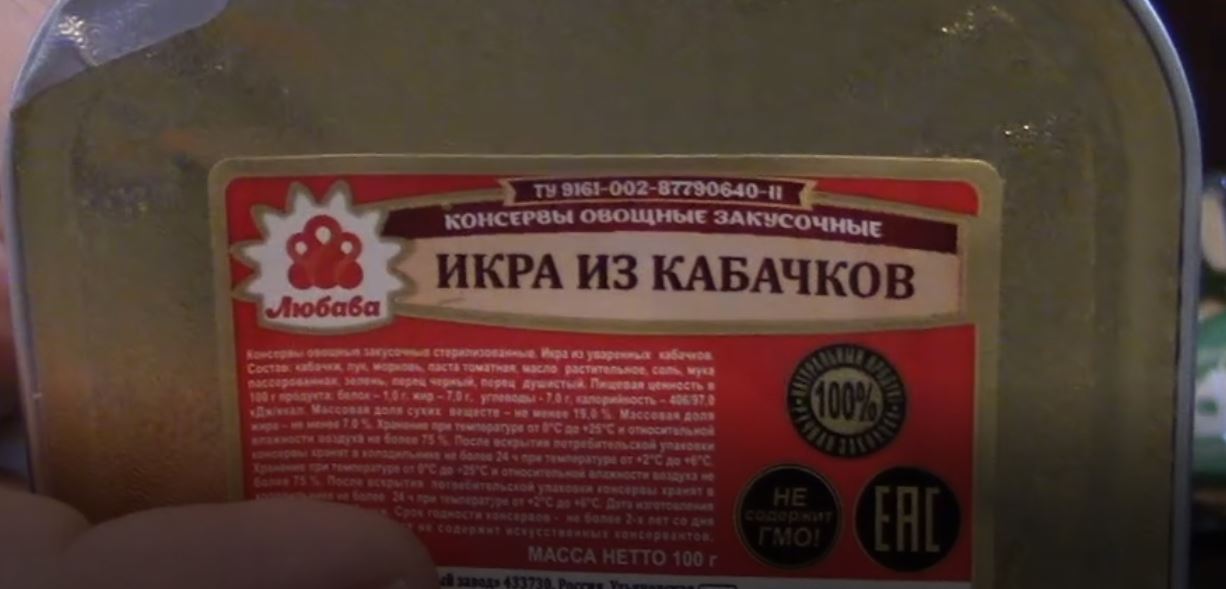 ТУ 9161-002-87790640-11
КОНСЕРВЫ ОВОЩНЫЕ ЗАКУСОЧНЫЕ
ИКРА ИЗ КАБАЧКОВ
Любава
Консервы овощные закусочные стерилизованные. Икра из уваренных кабачков.
Состав: кабачки, лук, морковь, паста томатная, масло растительное, соль, мука
пассерованная, зелень, перец черный, перец душистый. Пищевая ценность в
100 г продукта: белок – 1,0 г, жир – 7,0 г, углеводы - 7,0 г, калорийность – 406/97,0
кДж/ккал. Массовая доля сухих веществ – не менее 19,0 %. Массовая доля
жира – не менее 7,0 %. Хранение при температуре от 0°С до +25°С и относительной
влажности воздуха не более 75 %. После вскрытия потребительской упаковки
консервы хранят в холодильнике не более 24 ч при температуре от +2°С до +6°С.
Хранение при температуре от 0°С до +25°С и относительной влажности воздуха не
более 75 %. После вскрытия потребительской упаковки консервы хранят в
не более 24 ч при температуре от +2°С до +6°С. Дата изготовления
Срок годности консервов - не более 2-х лет со дня
не содержит искусственных консервантов.
100%
НЕ
содержит
ГМО!
ЕАС
МАССА НЕТТО 100 г
завод» 433730, Россия,